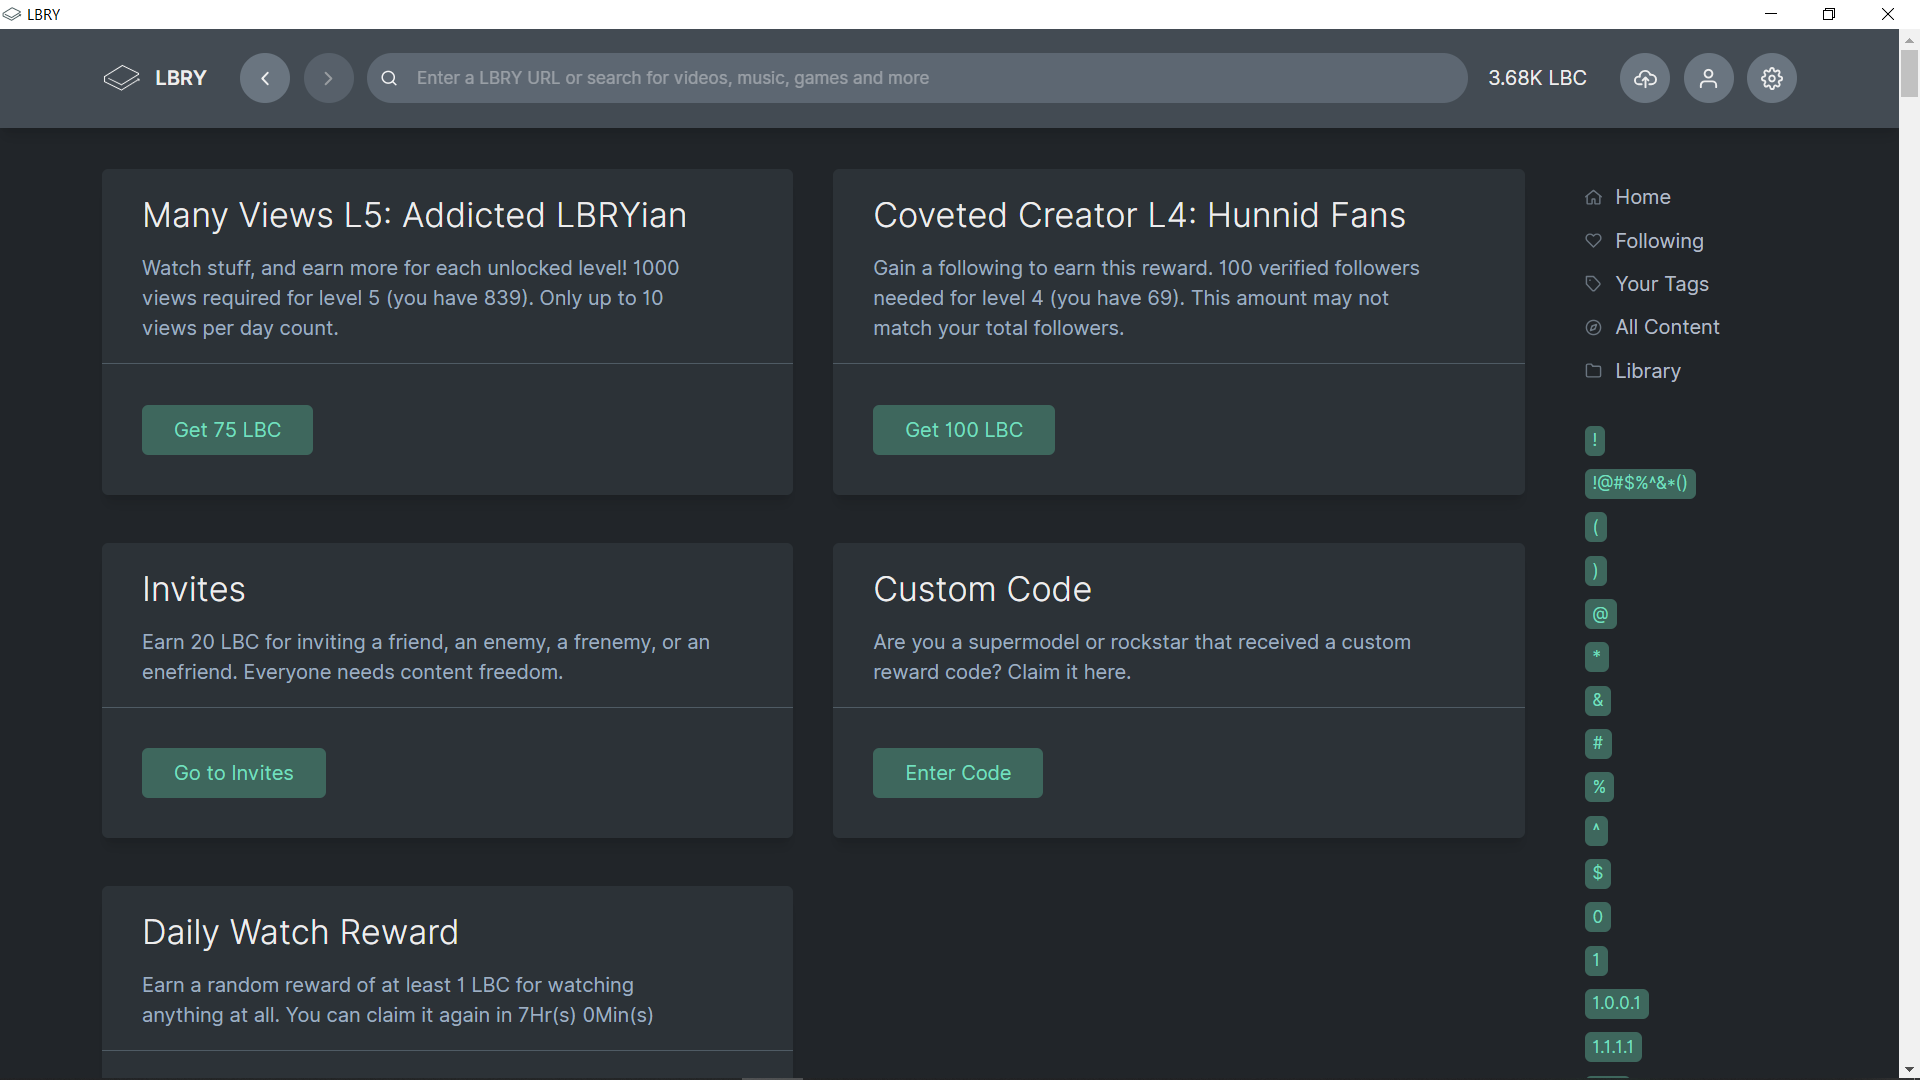 LBRY
LBRY
Enter a LBRY URL or search for videos, music, games and more
3.68K LBC
Many Views L5: Addicted LBRYian
Watch stuff, and earn more for each unlocked level! 1000
views required for level 5 (you have 839). Only up to 10
views per day count.
Get 75 LBC
Coveted Creator L4: Hunnid Fans
Gain a following to earn this reward. 100 verified followers
needed for level 4 (you have 69). This amount may not
match your total followers.
Get 100 LBC
Invites
Earn 20 LBC for inviting a friend, an enemy, a frenemy, or an
enefriend. Everyone needs content freedom.
Go to Invites
Custom Code
Are you a supermodel or rockstar that received a custom
reward code? Claim it here.
Enter Code
Daily Watch Reward
Earn a random reward of at least 1 LBC for watching
anything at all. You can claim it again in 7Hr(s) 0Min(s)
Home
Following
Your Tags
All Content
Library
!
!@#$%^&*()
(
)
@
*
&
#
%
^
$
0
1
1.0.0.1
1.1.1.1